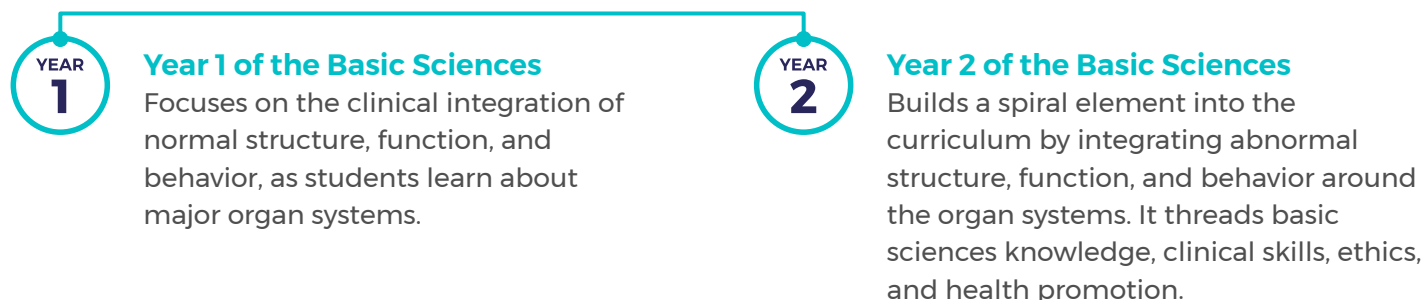 YEAR
1
Year 1 of the Basic Sciences
Focuses on the clinical integration of
normal structure, function, and
behavior, as students learn about
major organ systems.
YEAR
2
Year 2 of the Basic Sciences
Builds a spiral element into the
curriculum by integrating abnormal
structure, function, and behavior around
the organ systems. It threads basic
sciences knowledge, clinical skills, ethics,
and health promotion.